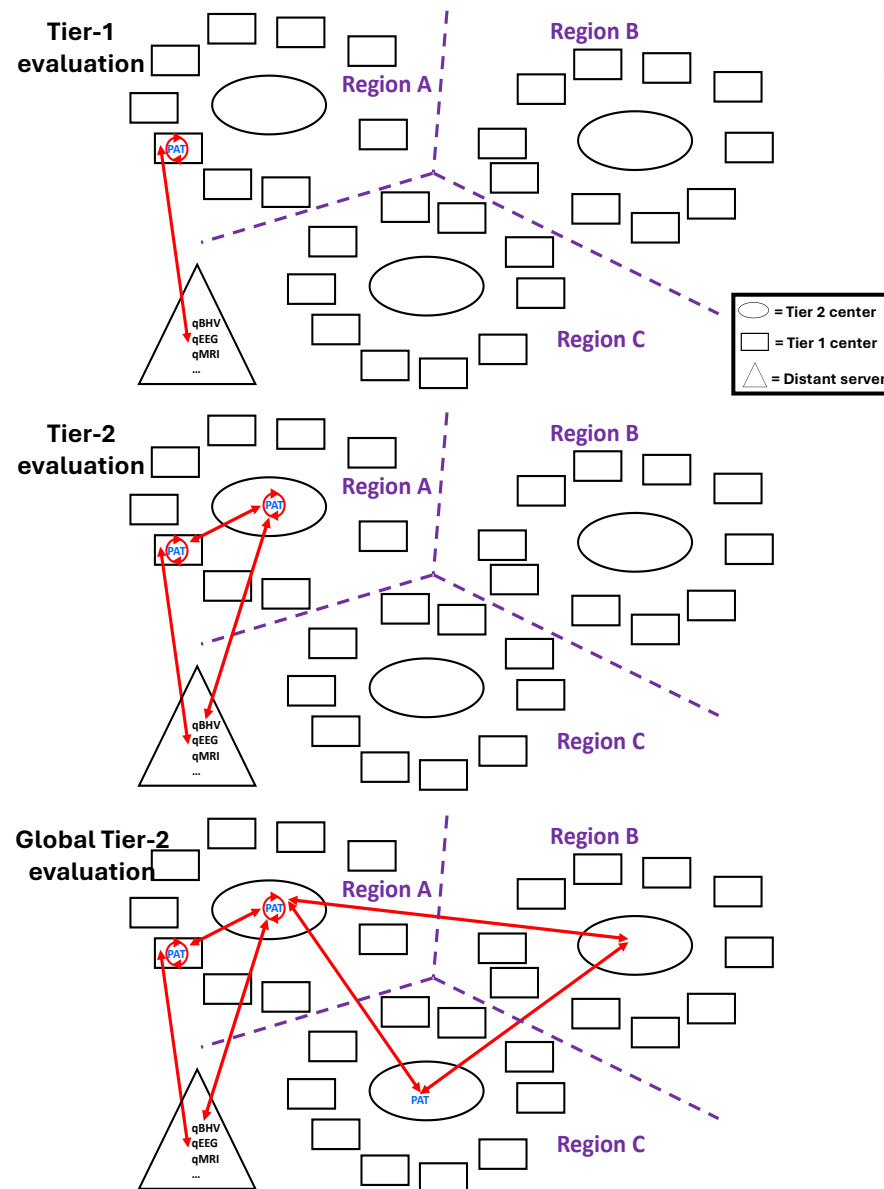 Tier-1
evaluation
Region A
Region B
PAT
qBHV
qEEG
qMRI
...
Region C
= Tier 2 center
= Tier 1 center
= Distant server
Tier-2
evaluation
Region A
Region B
PAT
PAT
qBHV
qEEG
qMRI
...
Region C
Global Tier-2
evaluation
Region A
Region B
PAT
PAT
PAT
qBHV
qEEG
qMRI
...
Region C